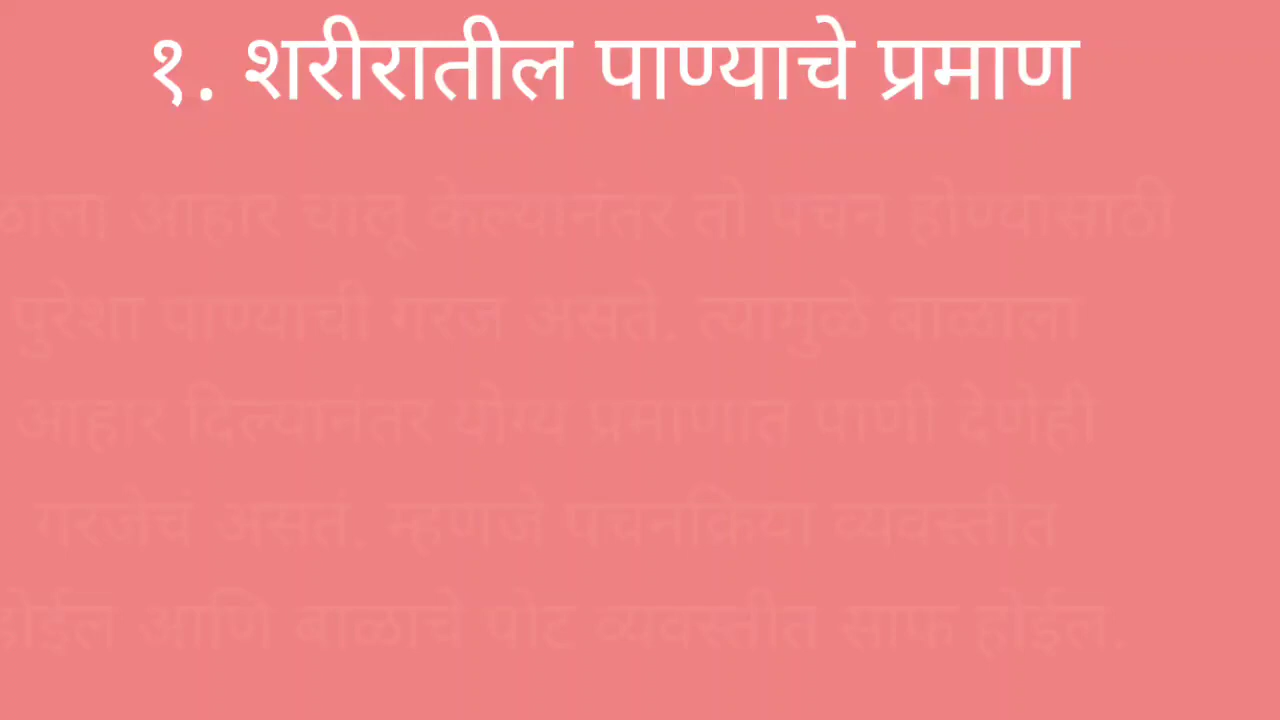 १. शरीरातील पाण्याचे प्रमाण
आहार चालू केल्यानंतर तो पचन होण्यासाठी
पुरेशा पाण्याची गरज असते. त्यामुळे बाळाला
आहार दिल्यानंतर योग्य प्रमाणात पाणी देणेही
गरजेचं असतं. म्हणजे पचनक्रिया व्यवस्तीत
होईल आणि बाळाचे पोट व्यवस्तीत साफ होईल.